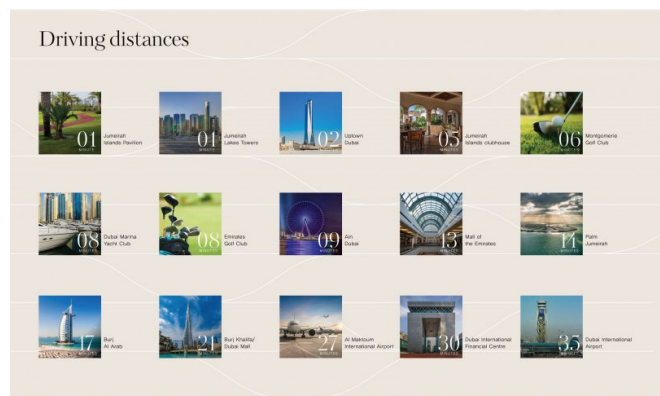 Driving distances
01
MINUTE
Jumeirah
Islands Pavilion
01
MINUTE
Jumeirah
Lakes Towers
02
MINUTES
Uptown
Dubai
05
MINUTES
Jumeirah
Islands clubhouse
06
MINUTES
Montgomerie
Golf Club
08
MINUTES
Dubai Marina
Yacht Club
08
MINUTES
Emirates
Golf Club
09
MINUTES
Ain
Dubai
13
MINUTES
Mall of
the Emirates
14
MINUTES
Palm
Jumeirah
17
MINUTES
Burj
Al Arab
21
MINUTES
Burj Khalifa/
Dubai Mall
27
MINUTES
Al Maktoum
International Airport
30
MINUTES
Dubai International
Financial Centre
35
MINUTES
Dubai International
Airport